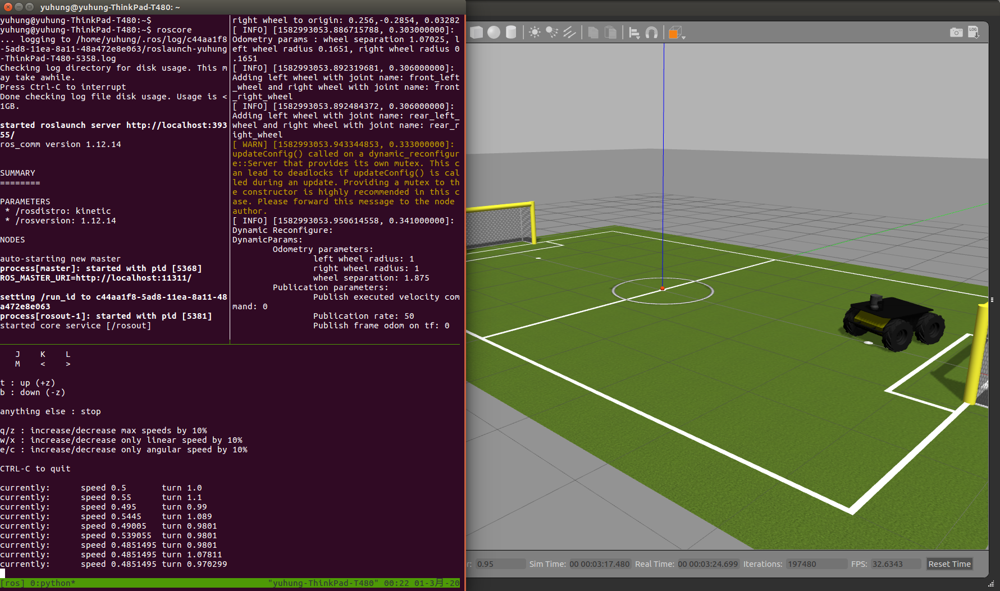 yuhung@yuhung-ThinkPad-T480: ~
yuhung@yuhung-ThinkPad-T480:~$
yuhung@yuhung-ThinkPad-T480:~$ roscore
... logging to /home/yuhung/.ros/log/c44aa1f8
-5ad8-11ea-8a11-48a472e8e063/roslaunch-yuhung
-ThinkPad-T480-5358.log
Checking log directory for disk usage. This m
ay take awhile.
Press Ctrl-C to interrupt
Done checking log file disk usage. Usage is <
1GB.
started roslaunch server http://localhost:393
55/
ros_comm version 1.12.14
SUMMARY
========
PARAMETERS
* /rosdistro: kinetic
* /rosversion: 1.12.14
NODES
auto-starting new master
process[master]: started with pid [5368]
ROS_MASTER_URI=http://localhost:11311/
setting /run_id to c44aa1f8-5ad8-11ea-8a11-48
a472e8e063
process[rosout-1]: started with pid [5381]
started core service [/rosout]
right wheel to origin: 0.256,-0.2854, 0.03282
[ INFO] [1582993053.886715788, 0.303000000]:
Odometry params : wheel separation 1.07025, l
eft wheel radius 0.1651, right wheel radius 0
.1651
[ INFO] [1582993053.892319681, 0.306000000]:
Adding left wheel with joint name: front_left
_wheel and right wheel with joint name: front
_right_wheel
[ INFO] [1582993053.892484372, 0.306000000]:
Adding left wheel with joint name: rear_left_
wheel and right wheel with joint name: rear_r
ight_wheel
[ WARN] [1582993053.943344853, 0.333000000]:
updateConfig() called on a dynamic_reconfigur
e::Server that provides its own mutex. This c
an lead to deadlocks if updateConfig() is cal
led during an update. Providing a mutex to th
e constructor is highly recommended in this c
ase. Please forward this message to the node
author.
[ INFO] [1582993053.950614558, 0.341000000]:
Dynamic Reconfigure:
DynamicParams:
Odometry parameters:
left wheel radius: 1
right wheel radius: 1
wheel separation: 1.875
Publication parameters:
Publish executed velocity com
mand: 0
Publication rate: 50
Publish frame odom on tf: 0
J K L
M < >
t : up (+z)
b : down (-z)
anything else : stop
q/z : increase/decrease max speeds by 10%
w/x : increase/decrease only linear speed by 10%
e/c : increase/decrease only angular speed by 10%
CTRL-C to quit
currently: speed 0.5 turn 1.0
currently: speed 0.55 turn 1.1
currently: speed 0.495 turn 0.99
currently: speed 0.5445 turn 1.089
currently: speed 0.49005 turn 0.9801
currently: speed 0.539055 turn 0.9801
currently: speed 0.4851495 turn 0.9801
currently: speed 0.4851495 turn 1.07811
currently: speed 0.4851495 turn 0.970299
[ros] 0:python* "yuhung-ThinkPad-T480" 00:22 01-3月-20
LOG
r: 0.95 Sim Time: 00 00:03:17.480 Real Time: 00 00:03:24.699 Iterations: 197480 FPS: 32.6343 Reset Time